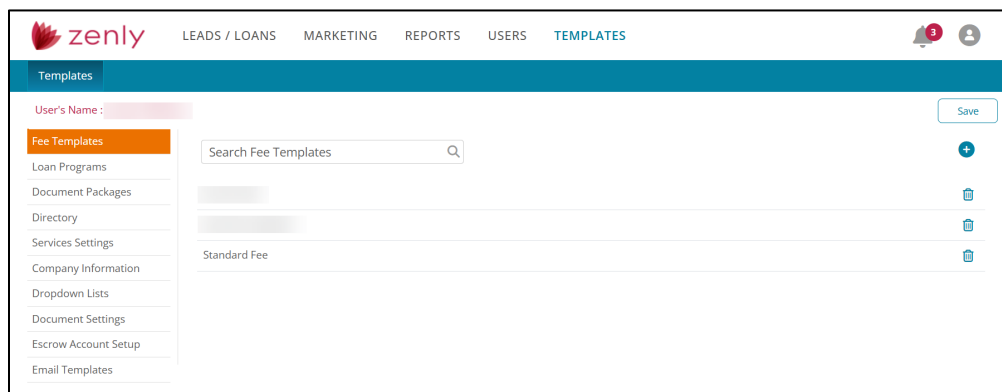 zenly LEADS / LOANS MARKETING REPORTS USERS TEMPLATES 3
Templates
User's Name :
Save
Fee Templates
Loan Programs
Document Packages
Directory
Services Settings
Company Information
Dropdown Lists
Document Settings
Escrow Account Setup
Email Templates
Search Fee Templates
Standard Fee